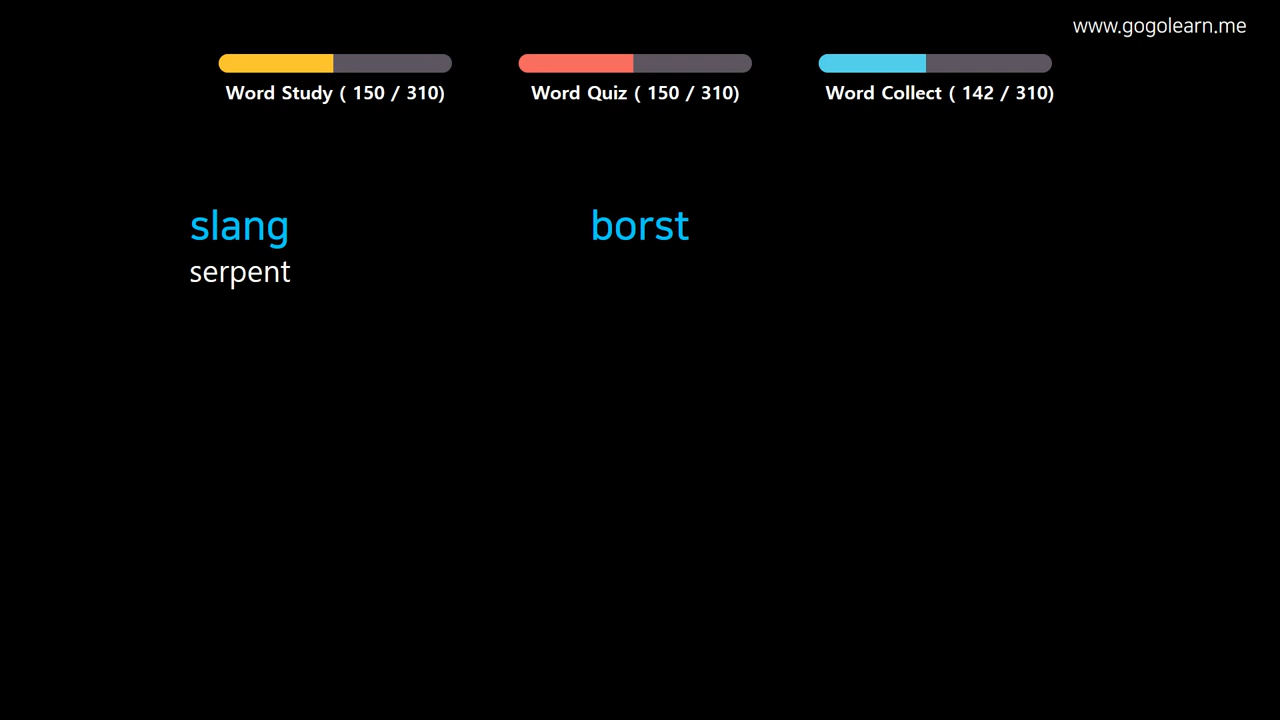 www.gogolearn.me
Word Study ( 150 / 310)
Word Quiz ( 150 / 310)
Word Collect ( 142 / 310)
slang
serpent
borst